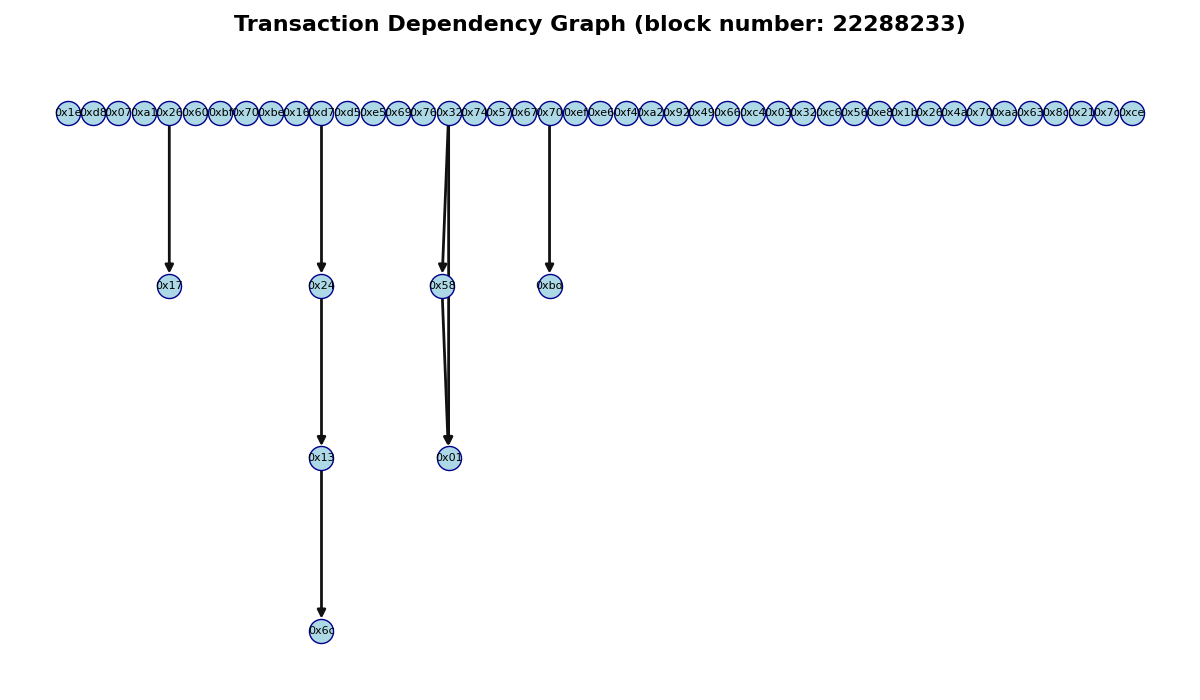 Transaction Dependency Graph (block number: 22288233)
0x1e 0xd8 0x07 0xa1 0x26 0x60 0xbf 0x70 0xbe 0x16 0xd7 0xd5 0xe5 0x69 0x76 0x32 0x74 0x57 0x67 0x70 0xef 0xe6 0xf4 0xa2 0x92 0x49 0x66 0xc4 0x03 0x32 0xc6 0x56 0xe8 0x1b 0x26 0x4a 0x70 0xaa 0x63 0x8c 0x21 0x7c 0xce
0x17 0x24 0x58 0xbd
0x13 0x01
0x6c